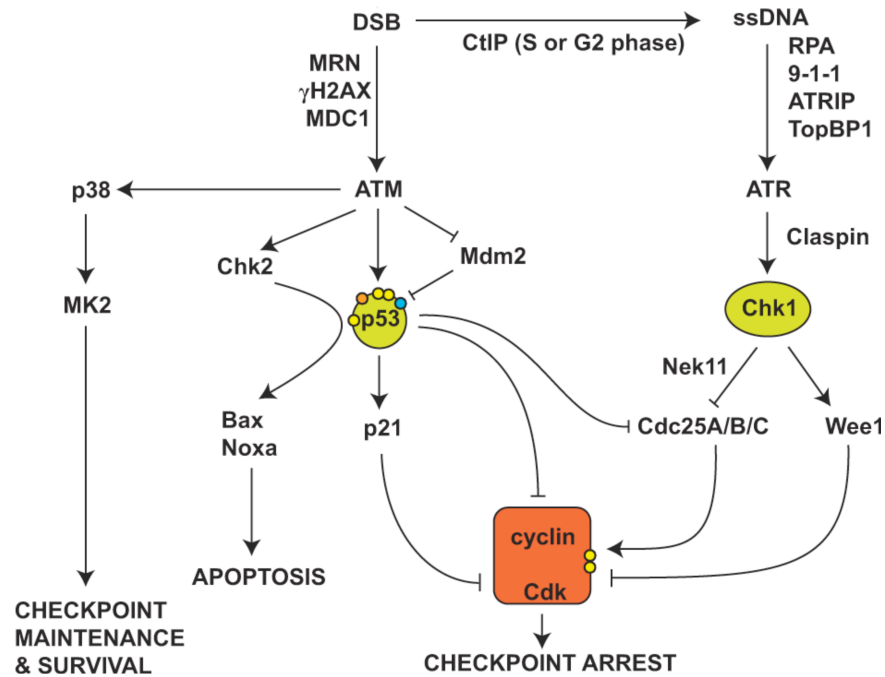 DSB
CtIP (S or G2 phase)
ssDNA
MRN
γH2AX
MDC1
RPA
9-1-1
ATRIP
TopBP1
p38
ATM
ATR
Chk2
Mdm2
Claspin
MK2
p53
Chk1
Nek11
Bax
Noxa
p21
Cdc25A/B/C
Wee1
cyclin
Cdk
APOPTOSIS
CHECKPOINT
MAINTENANCE
& SURVIVAL
CHECKPOINT ARREST